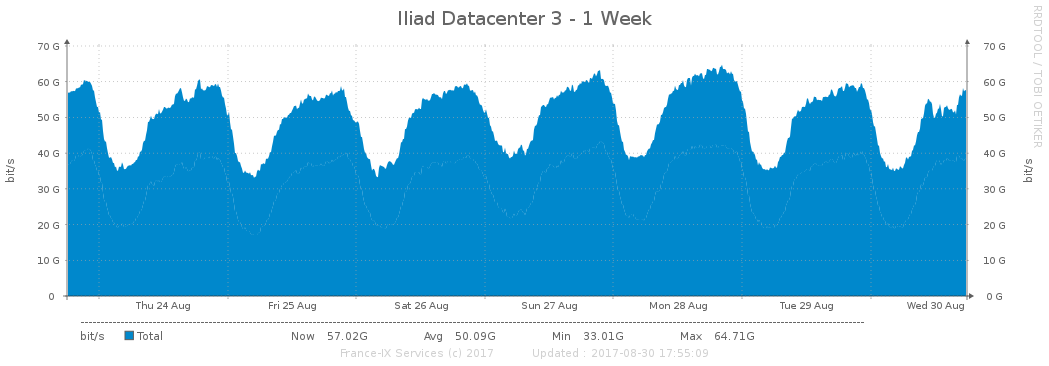 Iliad Datacenter 3 - 1 Week
RRDTOOL / TOBI OETIKER
70 G 70 G
60 G 60 G
50 G 50 G
40 G 40 G
30 G 30 G
20 G 20 G
10 G 10 G
0 0 G
bit/s bit/s
Thu 24 Aug Fri 25 Aug Sat 26 Aug Sun 27 Aug Mon 28 Aug Tue 29 Aug Wed 30 Aug
bit/s Total Now 57.02G Avg 50.09G Min 33.01G Max 64.71G
France-IX Services (c) 2017 Updated : 2017-08-30 17:55:09